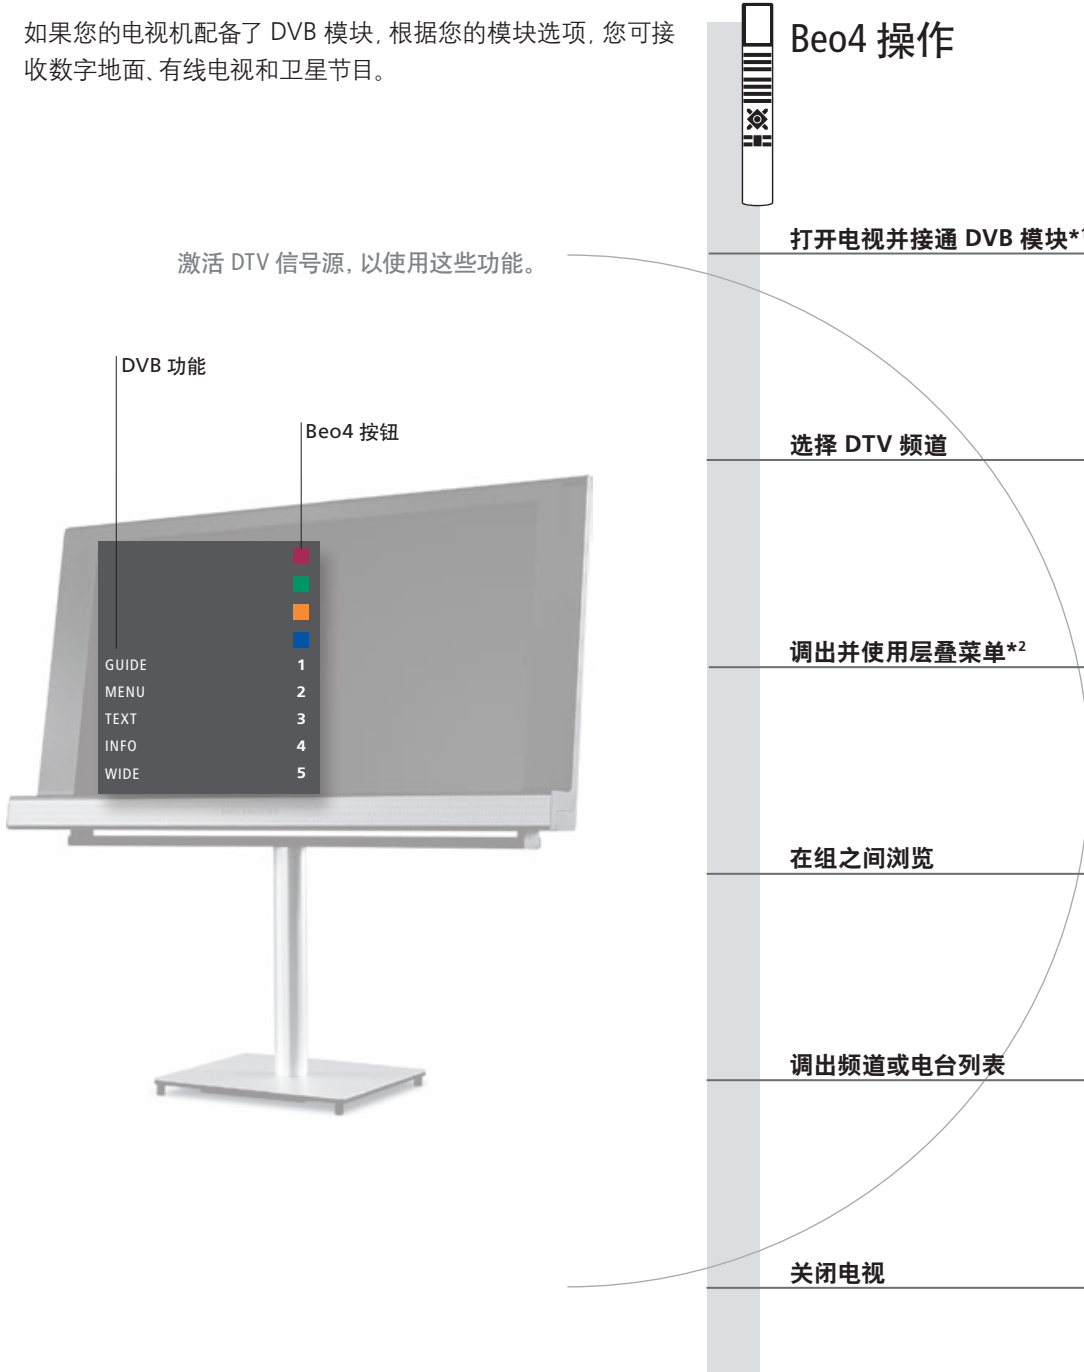 如果您的电视机配备了 DVB 模块, 根据您的模块选项, 您可接
收数字地面、有线电视和卫星节目。
激活 DTV 信号源, 以使用这些功能。
DVB 功能
Beo4 按钮
GUIDE 1
MENU 2
TEXT 3
INFO 4
WIDE 5
Beo4 操作
打开电视并接通 DVB 模块*1
选择 DTV 频道
调出并使用层叠菜单*2
在组之间浏览
调出频道或电台列表
关闭电视